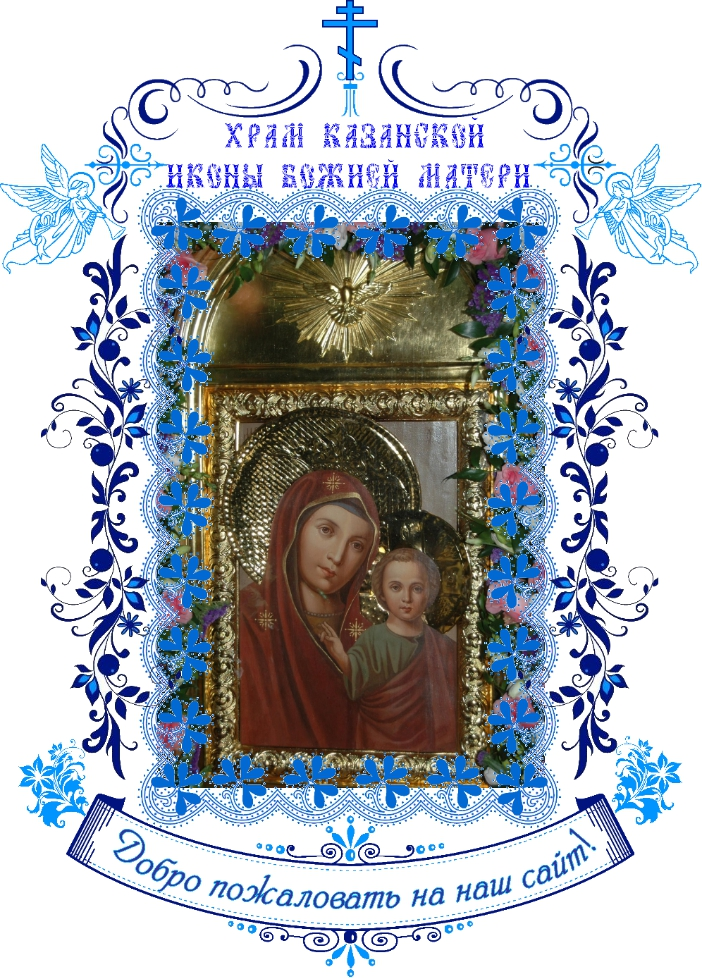 ХРАМ КАЗАНСКОЙ
ИКОНЫ БОЖИЕЙ МАТЕРИ
Добро пожаловать на наш сайт!